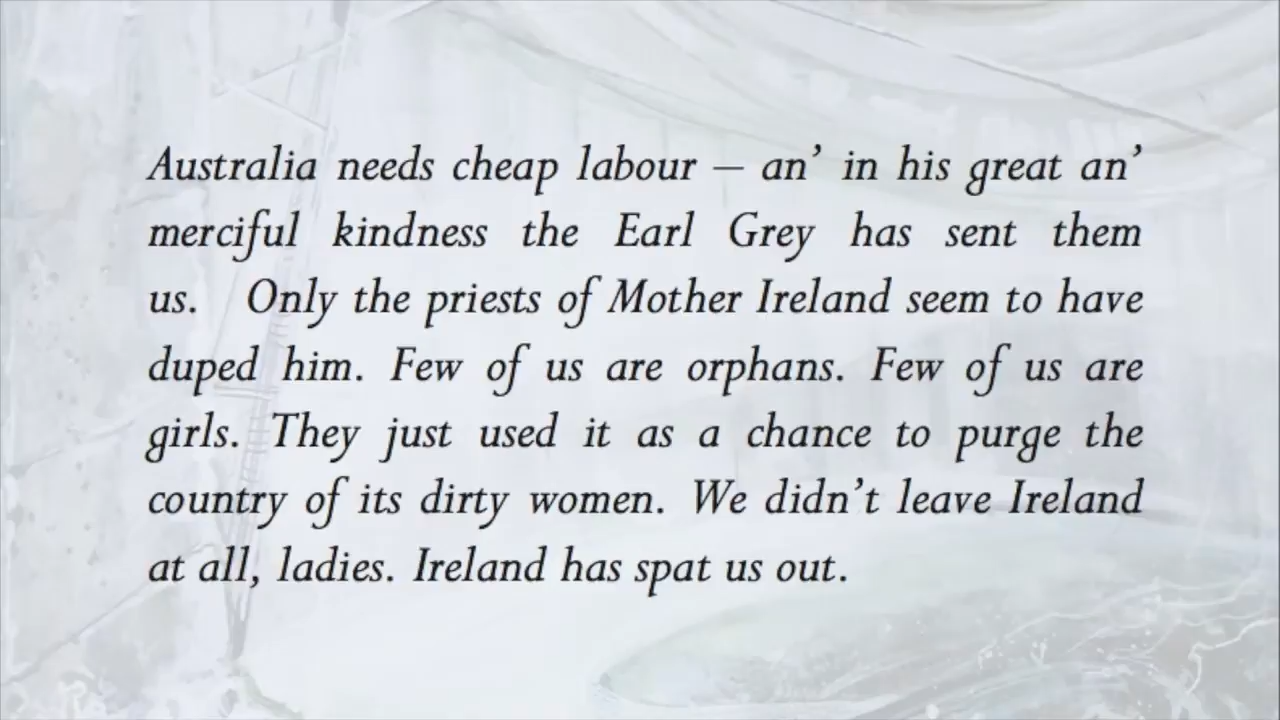 Australia needs cheap labour – an’ in his great an’
merciful kindness the Earl Grey has sent them
us. Only the priests of Mother Ireland seem to have
duped him. Few of us are orphans. Few of us are
girls. They just used it as a chance to purge the
country of its dirty women. We didn’t leave Ireland
at all, ladies. Ireland has spat us out.